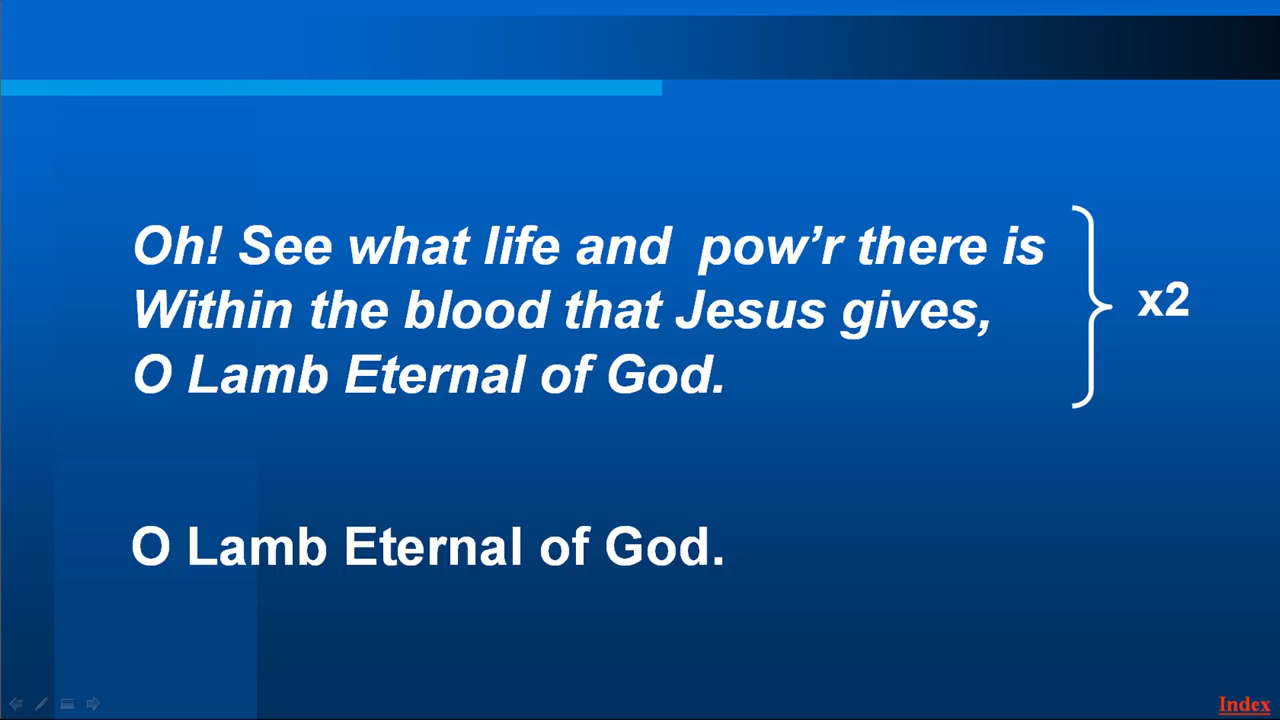 Oh! See what life and pow’r there is
Within the blood that Jesus gives,
O Lamb Eternal of God.
x2
O Lamb Eternal of God.
Index